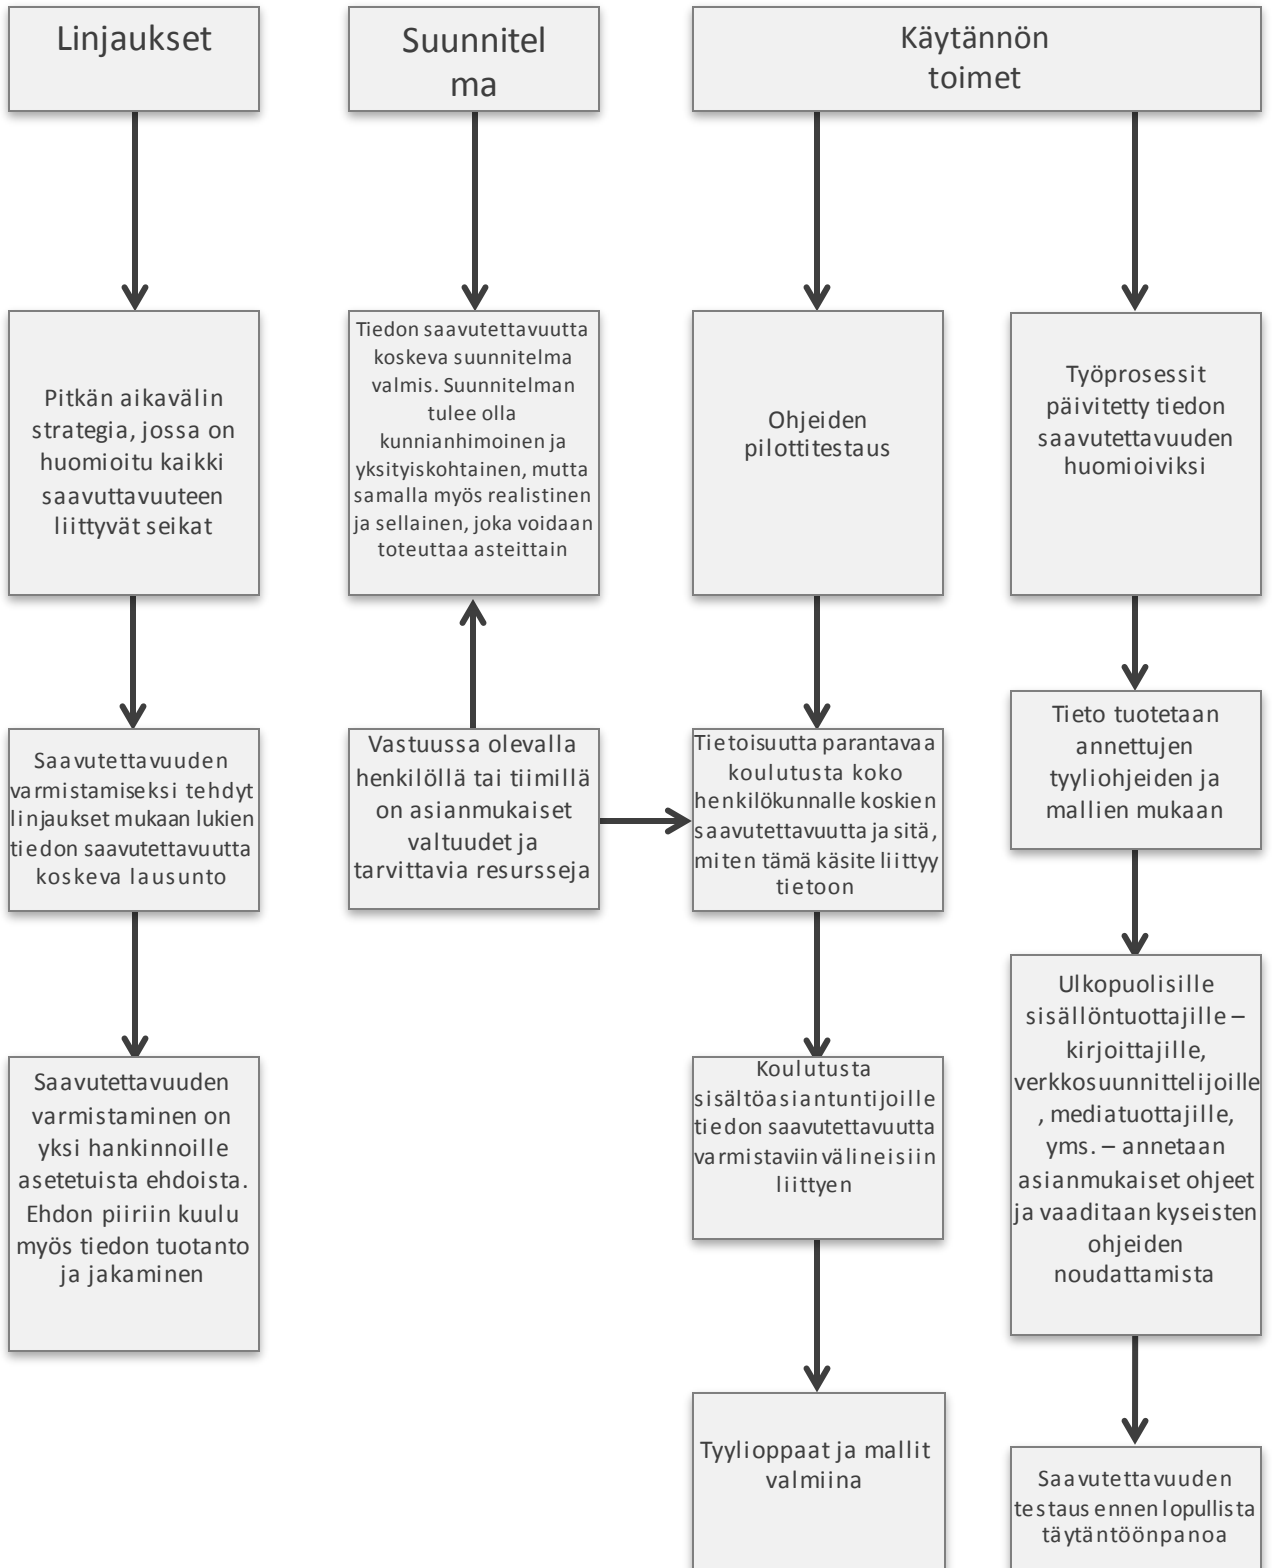 Linjaukset
Suunnitel
ma
Käytännön
toimet
Pitkän aikavälin
strategia, jossa on
huomioitu kaikki
saavuttavuuteen
liittyvät seikat
Tiedon saavutettavuutta
koskeva suunnitelma
valmis. Suunnitelman
tulee olla
kunnianhimoinen ja
yksityiskohtainen, mutta
samalla myös realistinen
ja sellainen, joka voidaan
toteuttaa asteittain
Ohjeiden
pilottitestaus
Työprosessit
päivitetty tiedon
saavutettavuuden
huomioiviksi
Saavutettavuuden
varmistamiseksi tehdyt
linjaukset mukaan lukien
tiedon saavutettavuutta
koskeva lausunto
Vastuussa olevalla
henkilöllä tai tiimillä
on asianmukaiset
valtuudet ja
tarvittavia resursseja
Tietoisuutta parantavaa
koulutusta koko
henkilökunnalle koskien
saavutettavuutta ja sitä,
miten tämä käsite liittyy
tietoon
Tieto tuotetaan
annettujen
tyyliohjeiden ja
mallien mukaan
Saavutettavuuden
varmistaminen on
yksi hankinnoille
asetetuista ehdoista.
Ehdon piiriin kuulu
myös tiedon tuotanto
ja jakaminen
Koulutusta
sisältöasiantuntijoille
tiedon saavutettavuutta
varmistaviin välineisiin
liittyen
Ulkopuolisille
sisällöntuottajille –
kirjoittajille,
verkkosuunnittelijoille
, mediatuottajille,
yms. – annetaan
asianmukaiset ohjeet
ja vaaditaan kyseisten
ohjeiden
noudattamista
Tyylioppaat ja mallit
valmiina
Saavutettavuuden
testaus ennen lopullista
täytäntöönpanoa